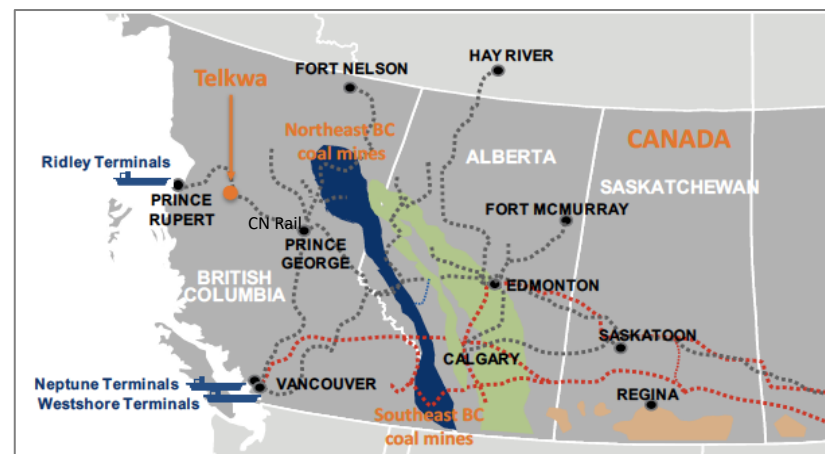 HAY RIVER
FORT NELSON
Telkwa
Northeast BC
coal mines
CANADA
ALBERTA
Ridley Terminals
SASKATCHEWAN
PRINCE
RUPERT
FORT MCMURRAY
CN Rail
PRINCE
GEORGE
BRITISH
COLUMBIA
EDMONTON
SASKATOON
CALGARY
Neptune Terminals
VANCOUVER
Westshore Terminals
REGINA
Southeast BC
coal mines